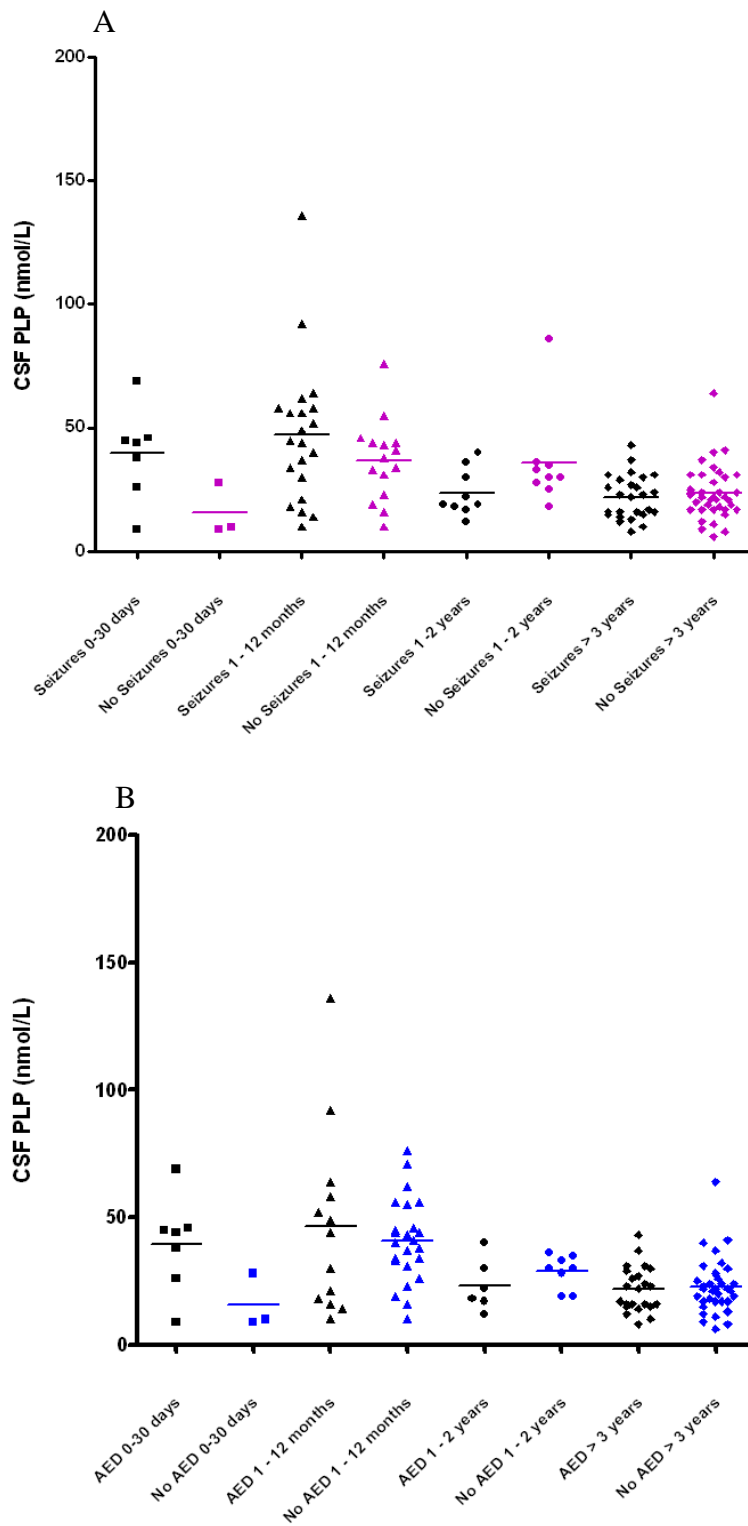 A
200
150
100
50
0
CSF PLP (nmol/L)
Seizures 0-30 days
No Seizures 0-30 days
Seizures 1 - 12 months
No Seizures 1 - 12 months
Seizures 1 -2 years
No Seizures 1 - 2 years
Seizures > 3 years
No Seizures > 3 years
B
200
150
100
50
0
CSF PLP (nmol/L)
AED 0-30 days
No AED 0-30 days
AED 1 - 12 months
No AED 1 - 12 months
AED 1 - 2 years
No AED 1 - 2 years
AED > 3 years
No AED > 3 years